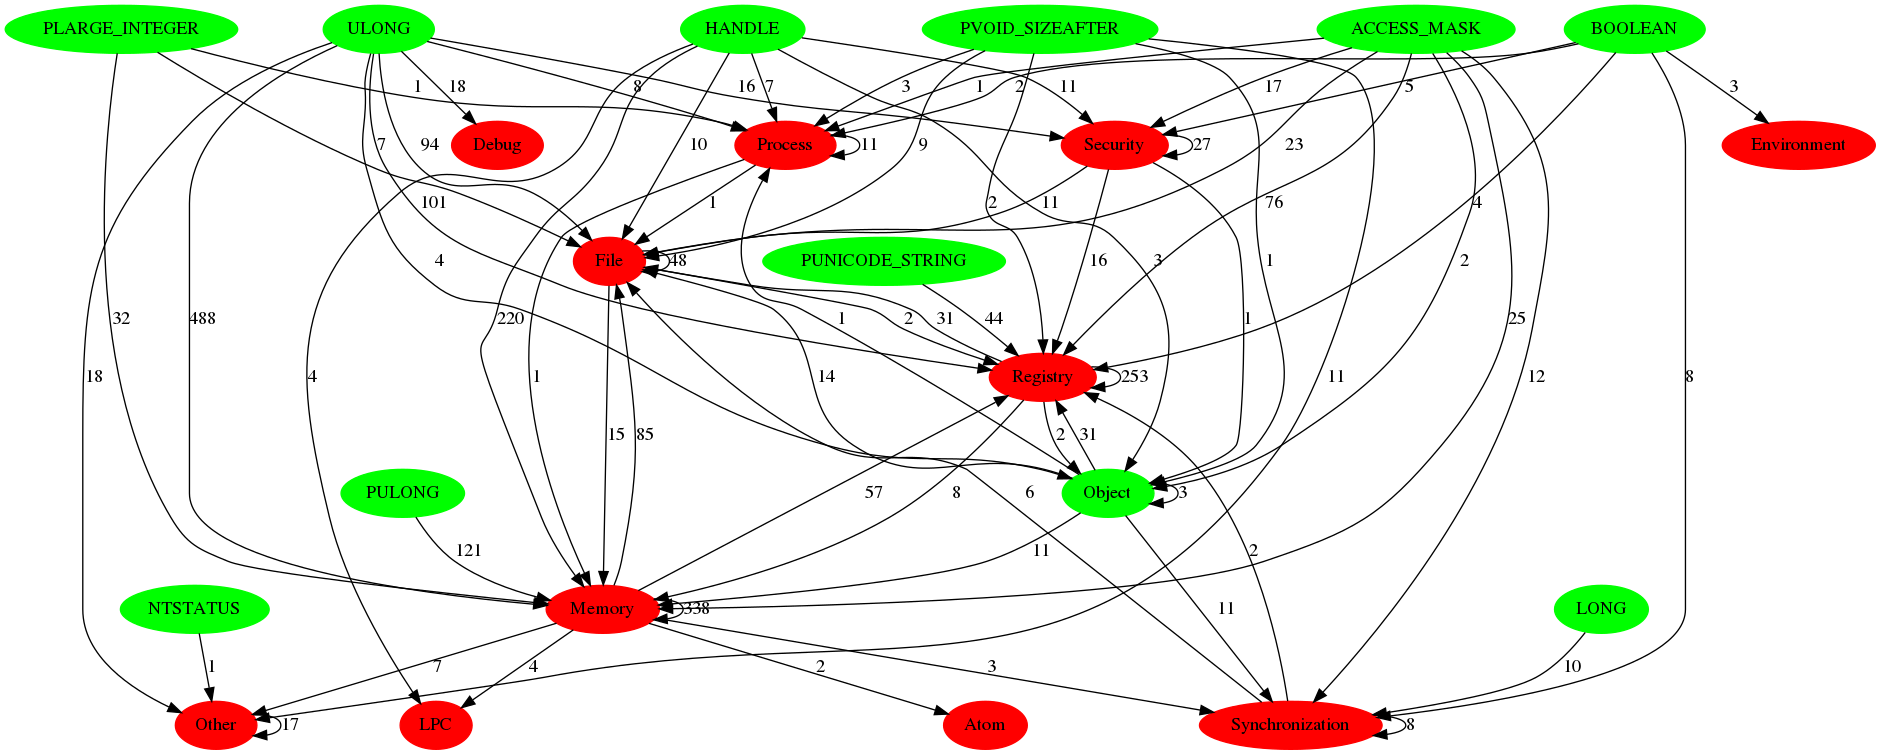 PLARGE_INTEGER ULONG HANDLE PVOID_SIZEAFTER ACCESS_MASK BOOLEAN
1 18 8 16 7 11 3 2 1 17 5 3
Debug Process 11 Security 27 Environment
7 94 10 9 23
101 1 2 11 76 4
4 File 48 PUNICODE_STRING 16 3 1 2
32 488 220 15 85 1 2 31 44 1 25
18 4 1 14 Registry 253 11 12 8
2 31
PULONG 57 8 6 Object 3
121 11 2
NTSTATUS Memory 338 11 LONG
1 7 4 2 3 10
Other 17 LPC Atom Synchronization 8